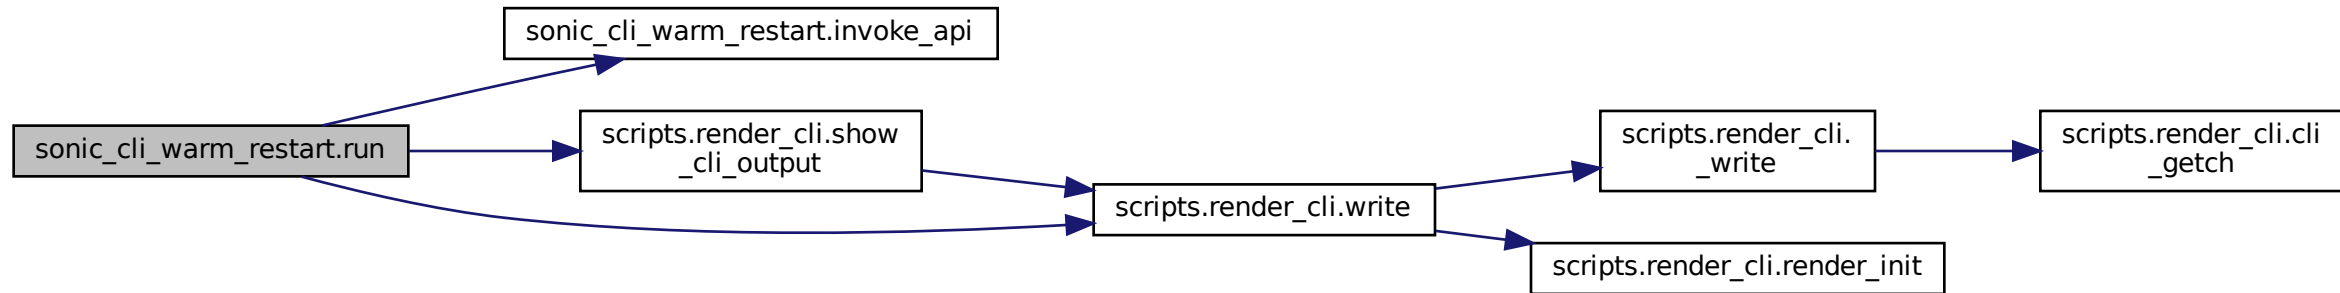 sonic_cli_warm_restart.run
sonic_cli_warm_restart.invoke_api
scripts.render_cli.show
_cli_output
scripts.render_cli.write
scripts.render_cli.
_write
scripts.render_cli.render_init
scripts.render_cli.cli
_getch